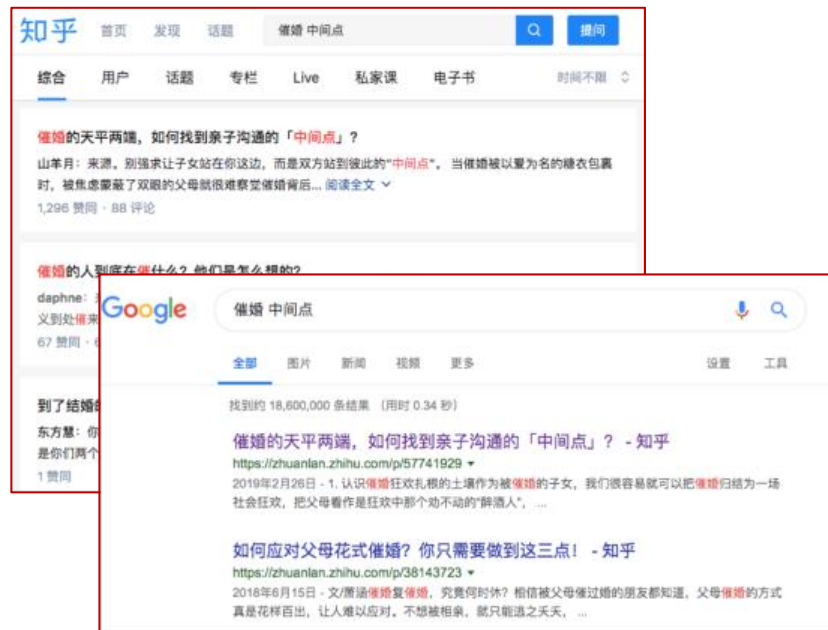 知乎 首页 发现 话题 催婚 中间点 提问
综合 用户 话题 专栏 Live 私家课 电子书 时间不限
催婚的天平两端，如何找到亲子沟通的「中间点」？
山羊月：来源。别强求让子女站在你这边，而是双方站到彼此的“中间点”。当催婚被以爱为名的糖衣包裹
时，被焦虑蒙蔽了双眼的父母就很难察觉催婚背后... 阅读全文
1,296 赞同 · 88 评论
催婚的人到底在催什么？他们是怎么想的？
daphne：
义到处催来
67 赞同 ·
到了结婚的
东方慧：你
是你们两个
1 赞同
Google 催婚 中间点
全部 图片 新闻 视频 更多 设置 工具
找到约 18,600,000 条结果 （用时 0.34 秒）
催婚的天平两端，如何找到亲子沟通的「中间点」？ - 知乎
https://zhuanlan.zhihu.com/p/57741929
2019年2月26日 - 1. 认识催婚狂欢扎根的土壤作为被催婚的子女，我们很容易就可以把催婚归结为一场
社会狂欢，把父母看作是狂欢中那个劝不动的“醉酒人”， ...
如何应对父母花式催婚？你只需要做到这三点！ - 知乎
https://zhuanlan.zhihu.com/p/38143723
2018年6月15日 - 文/萧涵催婚复催婚，究竟何时休？相信被父母催过婚的朋友都知道，父母催婚的方式
真是花样百出，让人难以应对。不想被相亲，就只能逃之夭夭， ...